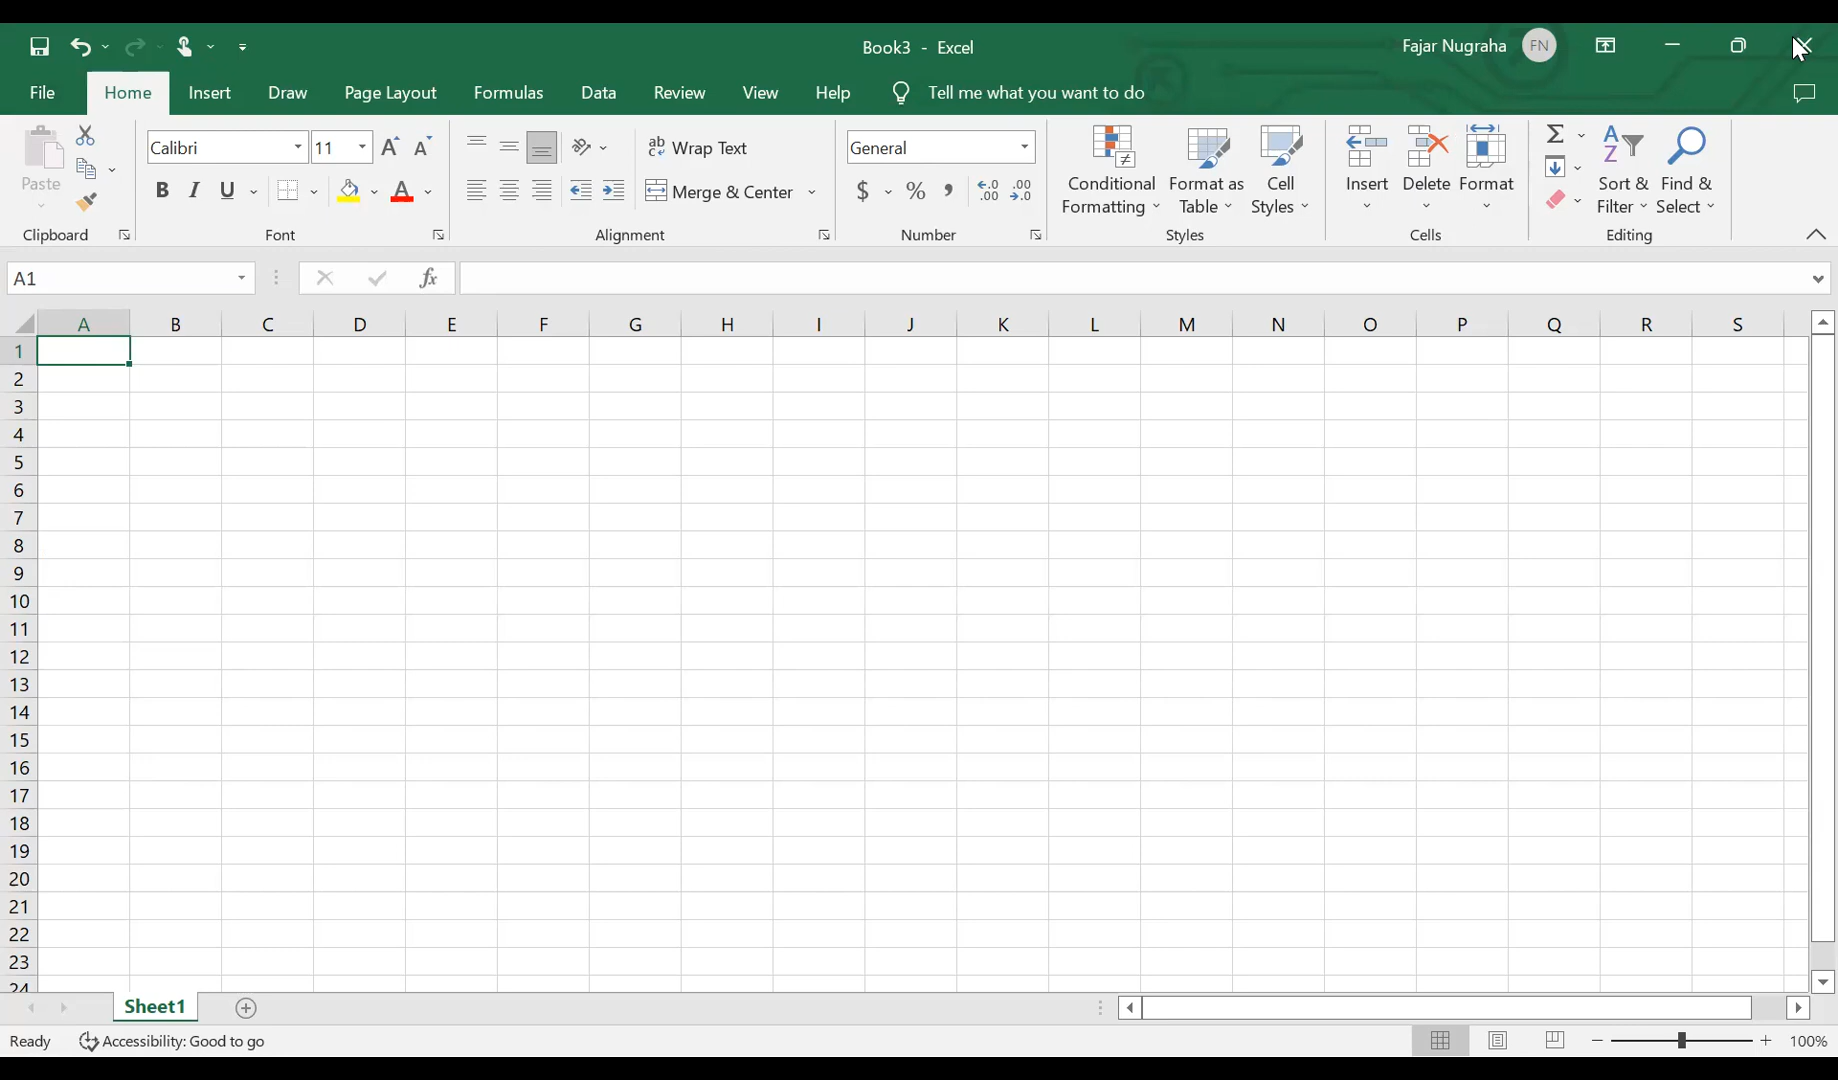 Book3 - Excel
Fajar Nugraha FN
File Home Insert Draw Page Layout Formulas Data Review View Help Tell me what you want to do
Paste
Clipboard
Calibri 11
B I U
Font
Wrap Text
Merge & Center
Alignment
General
$ % ,
Number
Conditional Formatting
Format as Table
Cell Styles
Styles
Insert Delete Format
Cells
Sort & Filter
Find & Select
Editing
A1 fx
A B C D E F G H I J K L M N O P Q R S
1
2
3
4
5
6
7
8
9
10
11
12
13
14
15
16
17
18
19
20
21
22
23
24
Sheet1
Ready Accessibility: Good to go 100%